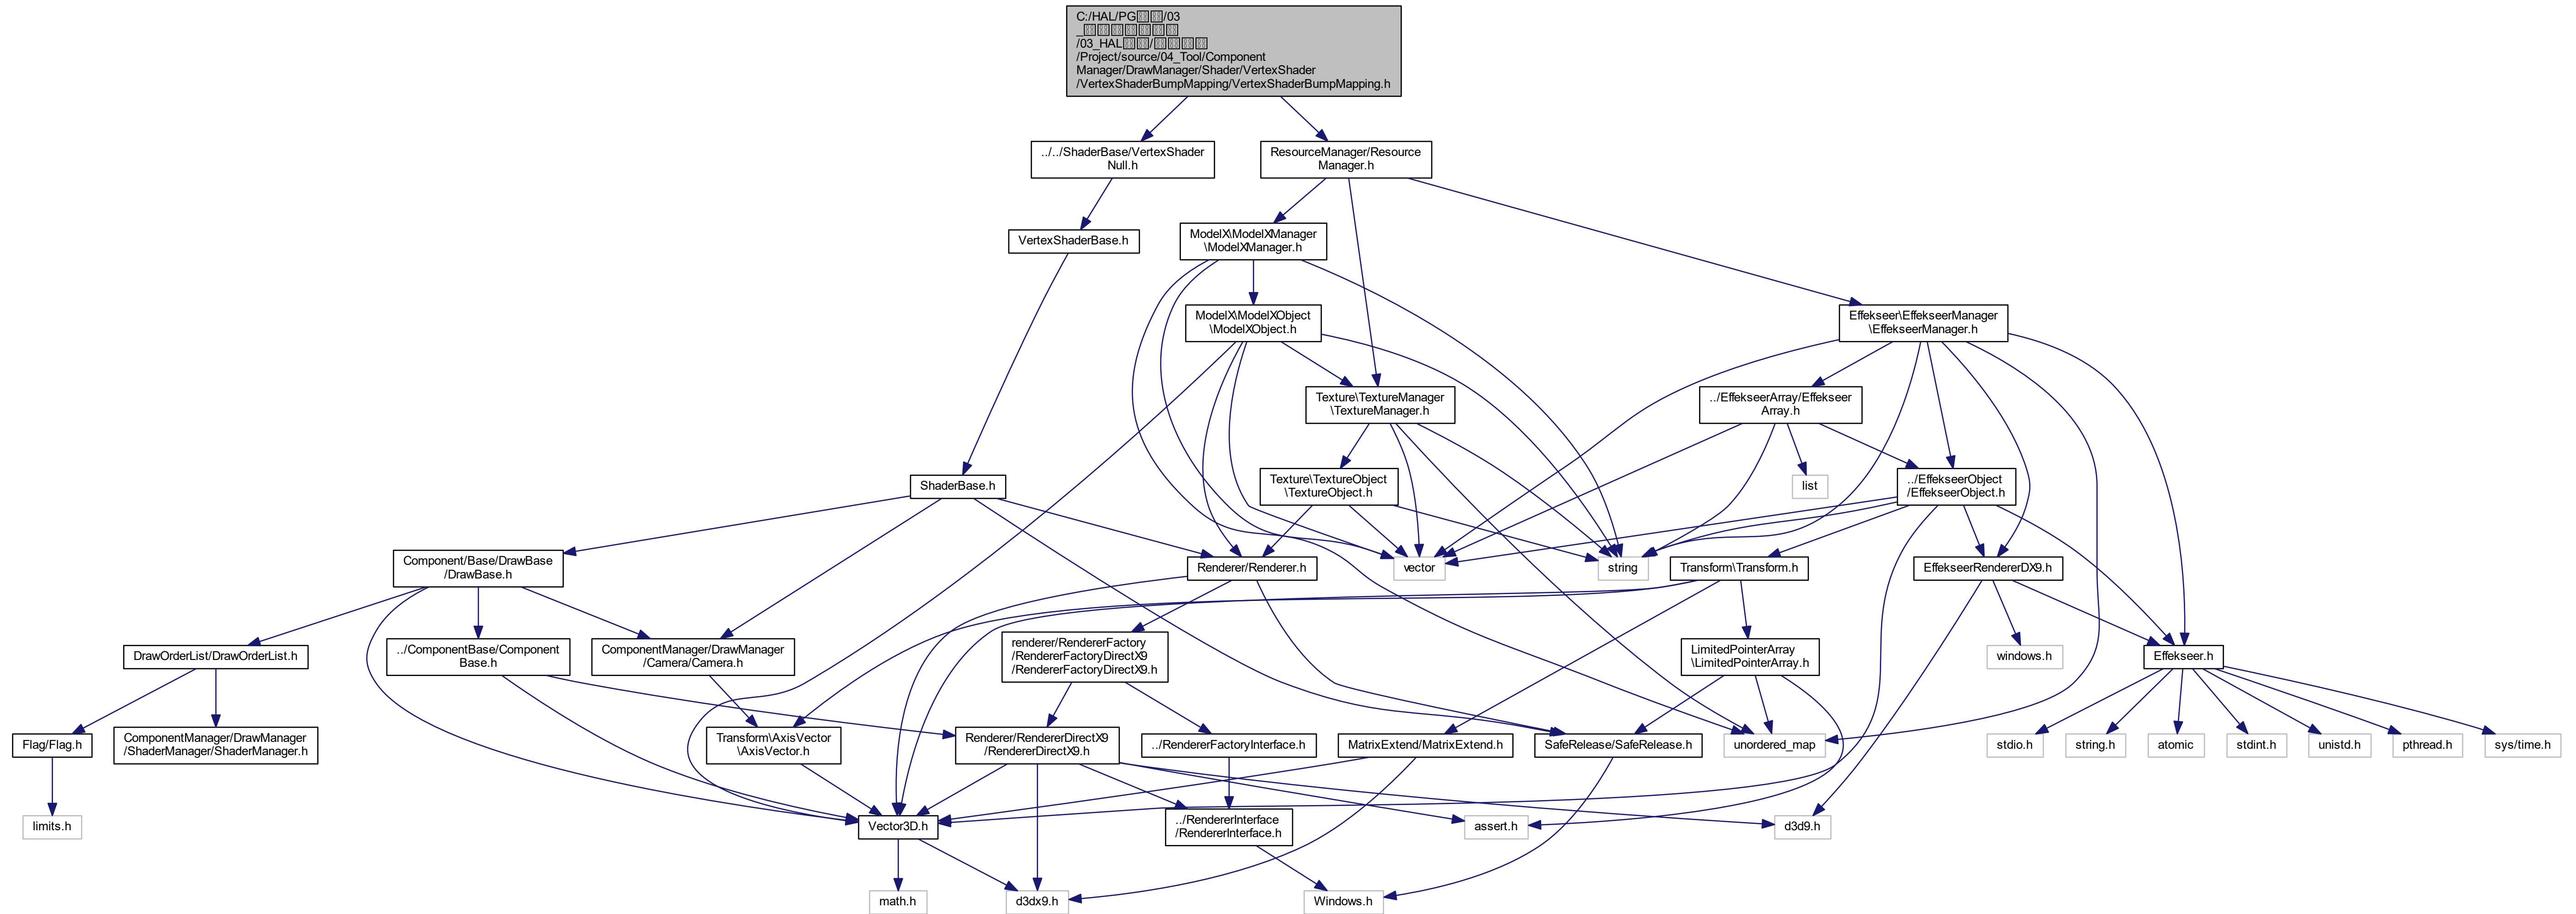 C:/HAL/PG/03
_
/03_HAL/
/Project/source/04_Tool/Component
Manager/DrawManager/Shader/VertexShader
/VertexShaderBumpMapping/VertexShaderBumpMapping.h
../../ShaderBase/VertexShader
Null.h
ResourceManager/Resource
Manager.h
VertexShaderBase.h
ModelX\ModelXManager
\ModelXManager.h
ModelX\ModelXObject
\ModelXObject.h
Effekseer\EffekseerManager
\EffekseerManager.h
Texture\TextureManager
\TextureManager.h
../EffekseerArray/Effekseer
Array.h
ShaderBase.h
Texture\TextureObject
\TextureObject.h
list
../EffekseerObject
/EffekseerObject.h
Component/Base/DrawBase
/DrawBase.h
Renderer/Renderer.h
vector
string
Transform\Transform.h
EffekseerRendererDX9.h
DrawOrderList/DrawOrderList.h
../ComponentBase/Component
Base.h
ComponentManager/DrawManager
/Camera/Camera.h
renderer/RendererFactory
/RendererFactoryDirectX9
/RendererFactoryDirectX9.h
LimitedPointerArray
\LimitedPointerArray.h
windows.h
Effekseer.h
Flag/Flag.h
ComponentManager/DrawManager
/ShaderManager/ShaderManager.h
Transform\AxisVector
\AxisVector.h
Renderer/RendererDirectX9
/RendererDirectX9.h
../RendererFactoryInterface.h
MatrixExtend/MatrixExtend.h
SafeRelease/SafeRelease.h
unordered_map
stdio.h
string.h
atomic
stdint.h
unistd.h
pthread.h
sys/time.h
limits.h
Vector3D.h
../RendererInterface
/RendererInterface.h
assert.h
d3d9.h
math.h
d3dx9.h
Windows.h